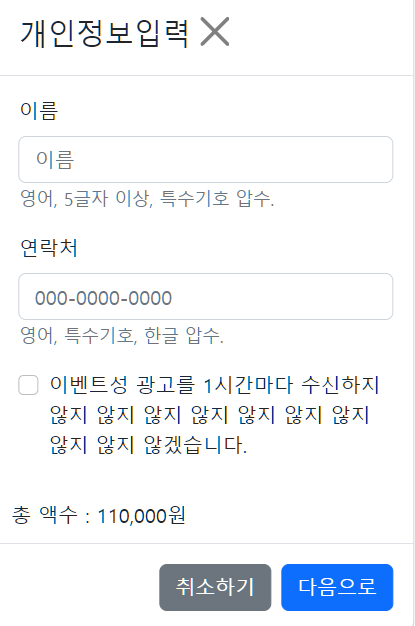 개인정보입력
이름
이름
영어, 5글자 이상, 특수기호 압수.
연락처
000-0000-0000
영어, 특수기호, 한글 압수.
이벤트성 광고를 1시간마다 수신하지
않지 않지 않지 않지 않지 않지 않지
않지 않지 않겠습니다.
총 액수 : 110,000원
취소하기 다음으로